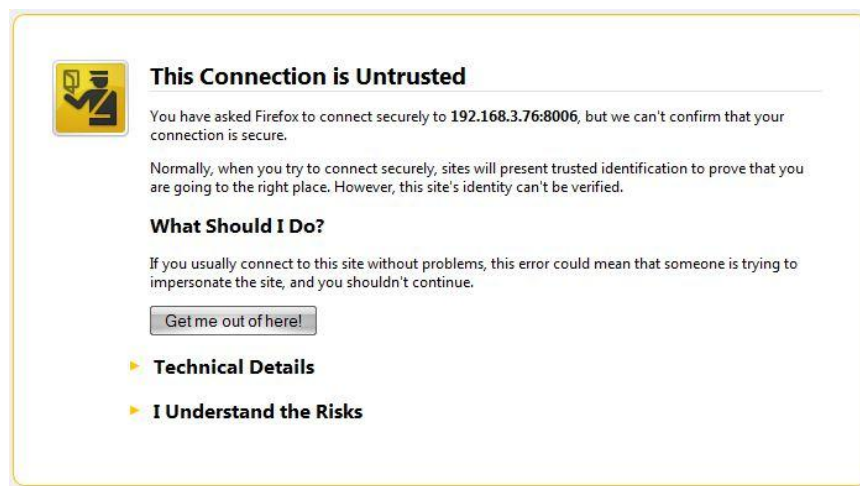 This Connection is Untrusted
You have asked Firefox to connect securely to 192.168.3.76:8006, but we can't confirm that your
connection is secure.
Normally, when you try to connect securely, sites will present trusted identification to prove that you
are going to the right place. However, this site's identity can't be verified.
What Should I Do?
If you usually connect to this site without problems, this error could mean that someone is trying to
impersonate the site, and you shouldn't continue.
Get me out of here!
Technical Details
I Understand the Risks